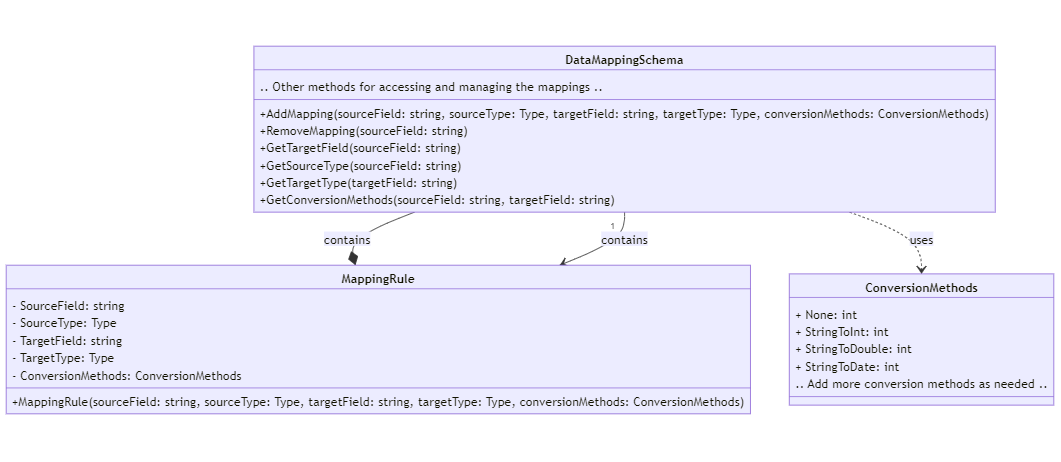 DataMappingSchema
.. Other methods for accessing and managing the mappings ..
+AddMapping(sourceField: string, sourceType: Type, targetField: string, targetType: Type, conversionMethods: ConversionMethods)
+RemoveMapping(sourceField: string)
+GetTargetField(sourceField: string)
+GetSourceType(sourceField: string)
+GetTargetType(targetField: string)
+GetConversionMethods(sourceField: string, targetField: string)
1
contains
contains
uses
MappingRule
- SourceField: string
- SourceType: Type
- TargetField: string
- TargetType: Type
- ConversionMethods: ConversionMethods
+MappingRule(sourceField: string, sourceType: Type, targetField: string, targetType: Type, conversionMethods: ConversionMethods)
ConversionMethods
+ None: int
+ StringToInt: int
+ StringToDouble: int
+ StringToDate: int
.. Add more conversion methods as needed ..